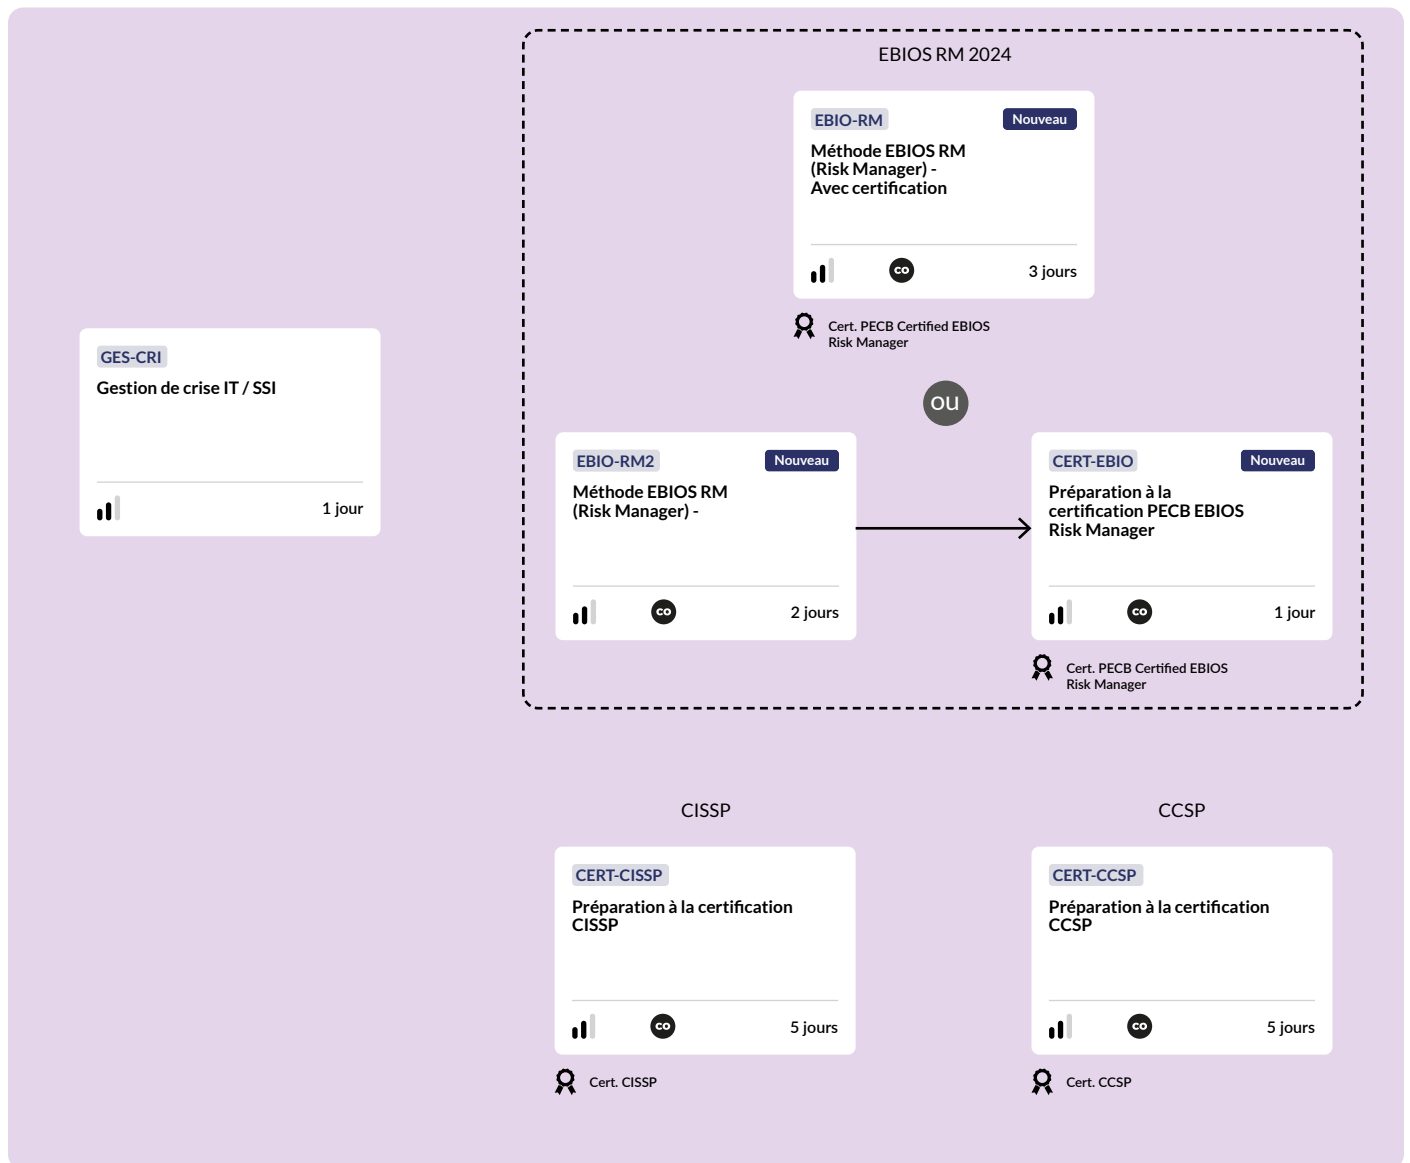 EBIOS RM 2024
EBIO-RM
Nouveau
Méthode EBIOS RM
(Risk Manager) -
Avec certification
co
3 jours
Cert. PECB Certified EBIOS
Risk Manager
GES-CRI
Gestion de crise IT / SSI
1 jour
ou
EBIO-RM2
Nouveau
Méthode EBIOS RM
(Risk Manager) -
co
2 jours
CERT-EBIO
Nouveau
Préparation à la
certification PECB EBIOS
Risk Manager
co
1 jour
Cert. PECB Certified EBIOS
Risk Manager
CISSP
CERT-CISSP
Préparation à la certification
CISSP
co
5 jours
Cert. CISSP
CCSP
CERT-CCSP
Préparation à la certification
CCSP
co
5 jours
Cert. CCSP